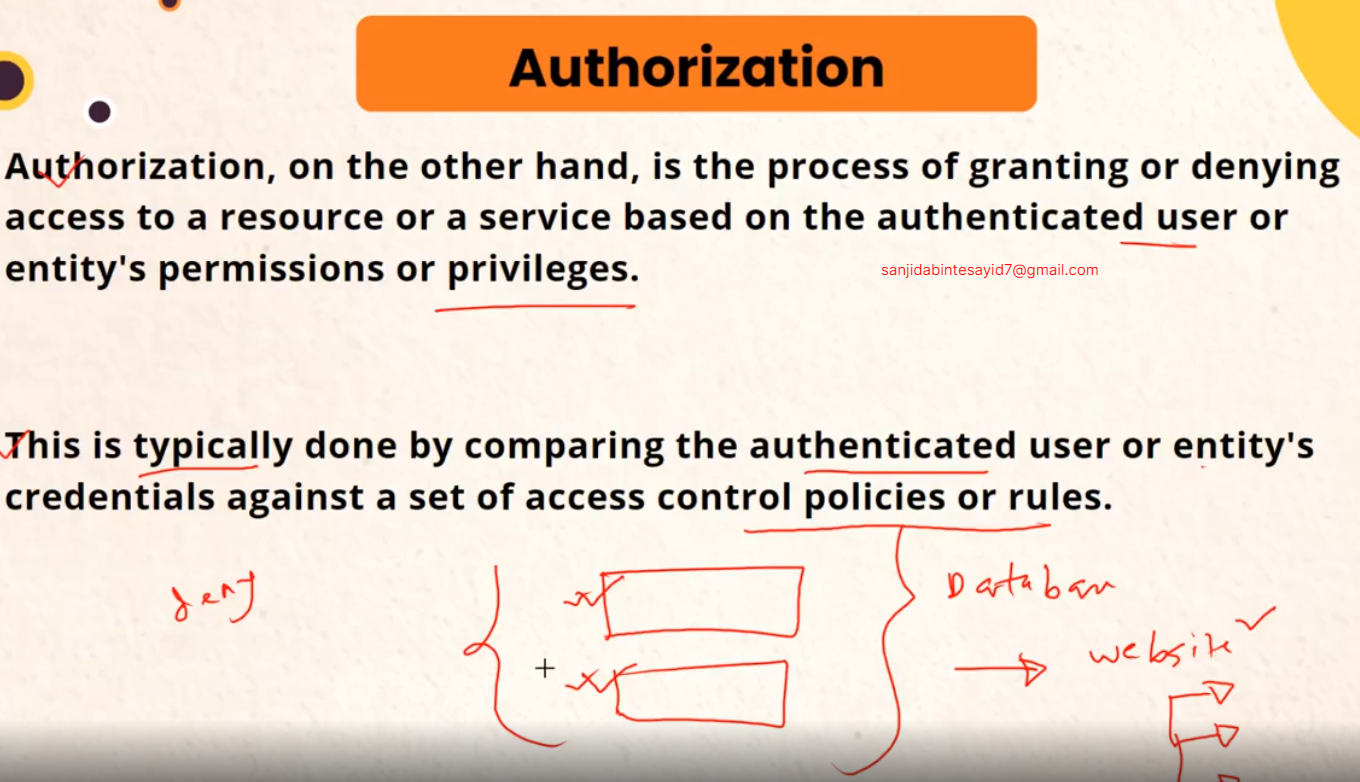 Authorization
Authorization, on the other hand, is the process of granting or denying
access to a resource or a service based on the authenticated user or
entity's permissions or privileges.
sanjidabintesayid7@gmail.com
This is typically done by comparing the authenticated user or entity's
credentials against a set of access control policies or rules.
deny
website